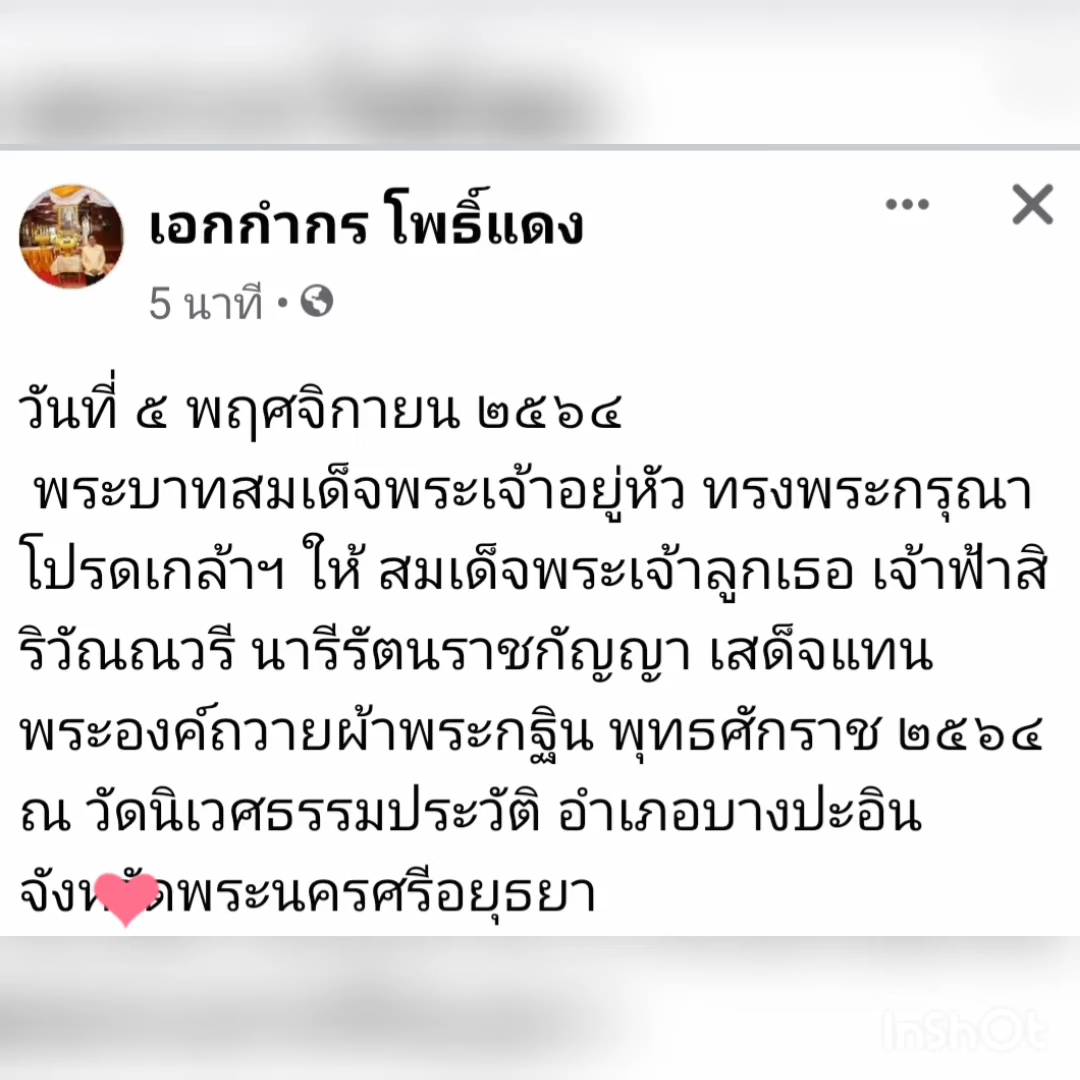 เอกกำกร โพธิ์แดง
5 นาที
วันที่ ๕ พฤศจิกายน ๒๕๖๔
พระบาทสมเด็จพระเจ้าอยู่หัว ทรงพระกรุณา
โปรดเกล้าฯ ให้ สมเด็จพระเจ้าลูกเธอ เจ้าฟ้าสิ
ริวัณณวรี นารีรัตนราชกัญญา เสด็จแทน
พระองค์ถวายผ้าพระกฐิน พุทธศักราช ๒๕๖๔
ณ วัดนิเวศธรรมประวัติ อำเภอบางปะอิน
จังหวัดพระนครศรีอยุธยา
InShOt